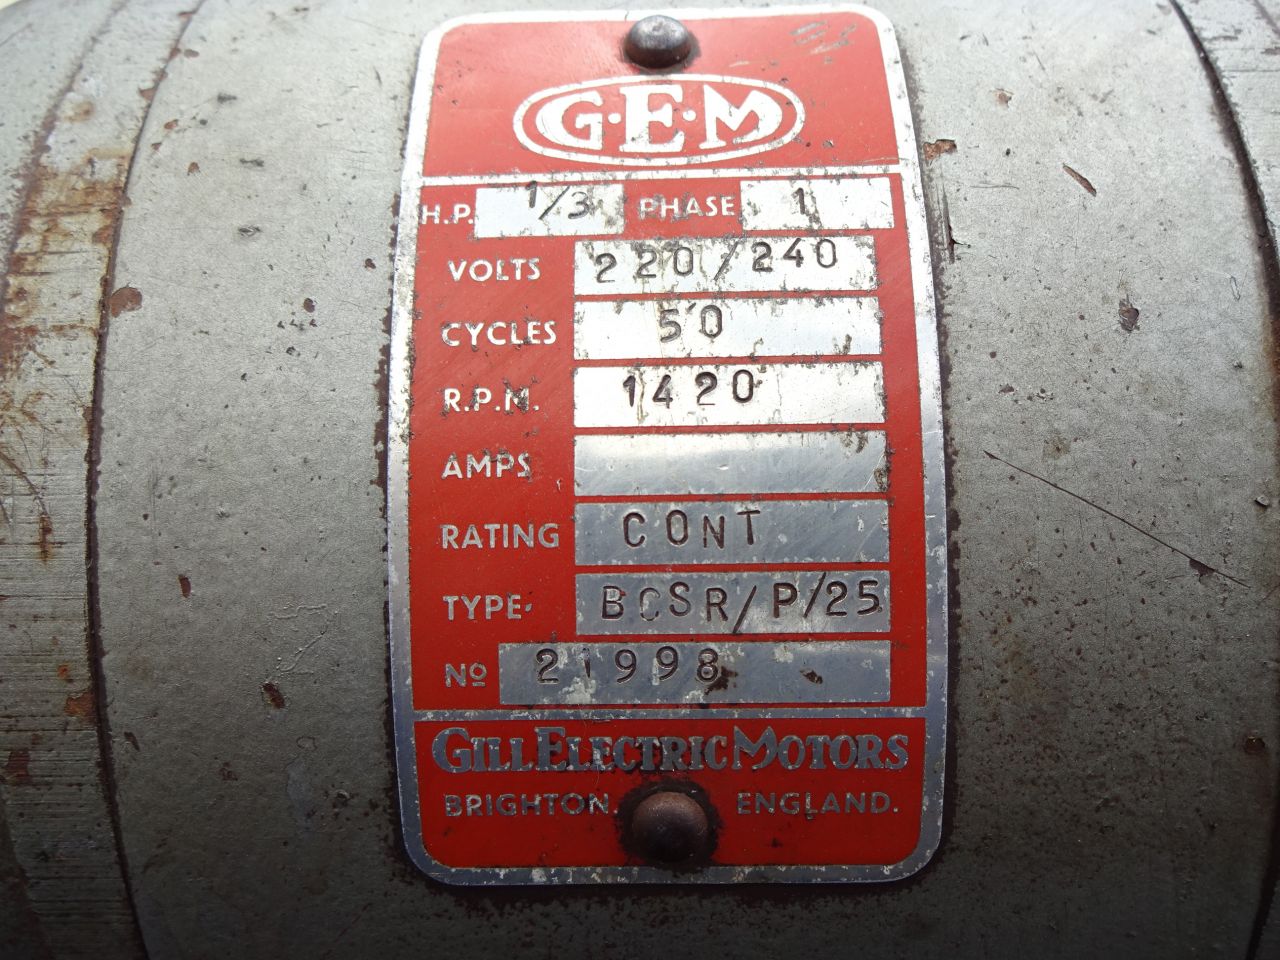 G·E·M
H.P. 1/3 PHASE 1
VOLTS 220/240
CYCLES 50
R.P.M. 1420
AMPS
RATING CONT
TYPE. BCSR/P/25
No 21998
GILL ELECTRIC MOTORS
BRIGHTON. ENGLAND.